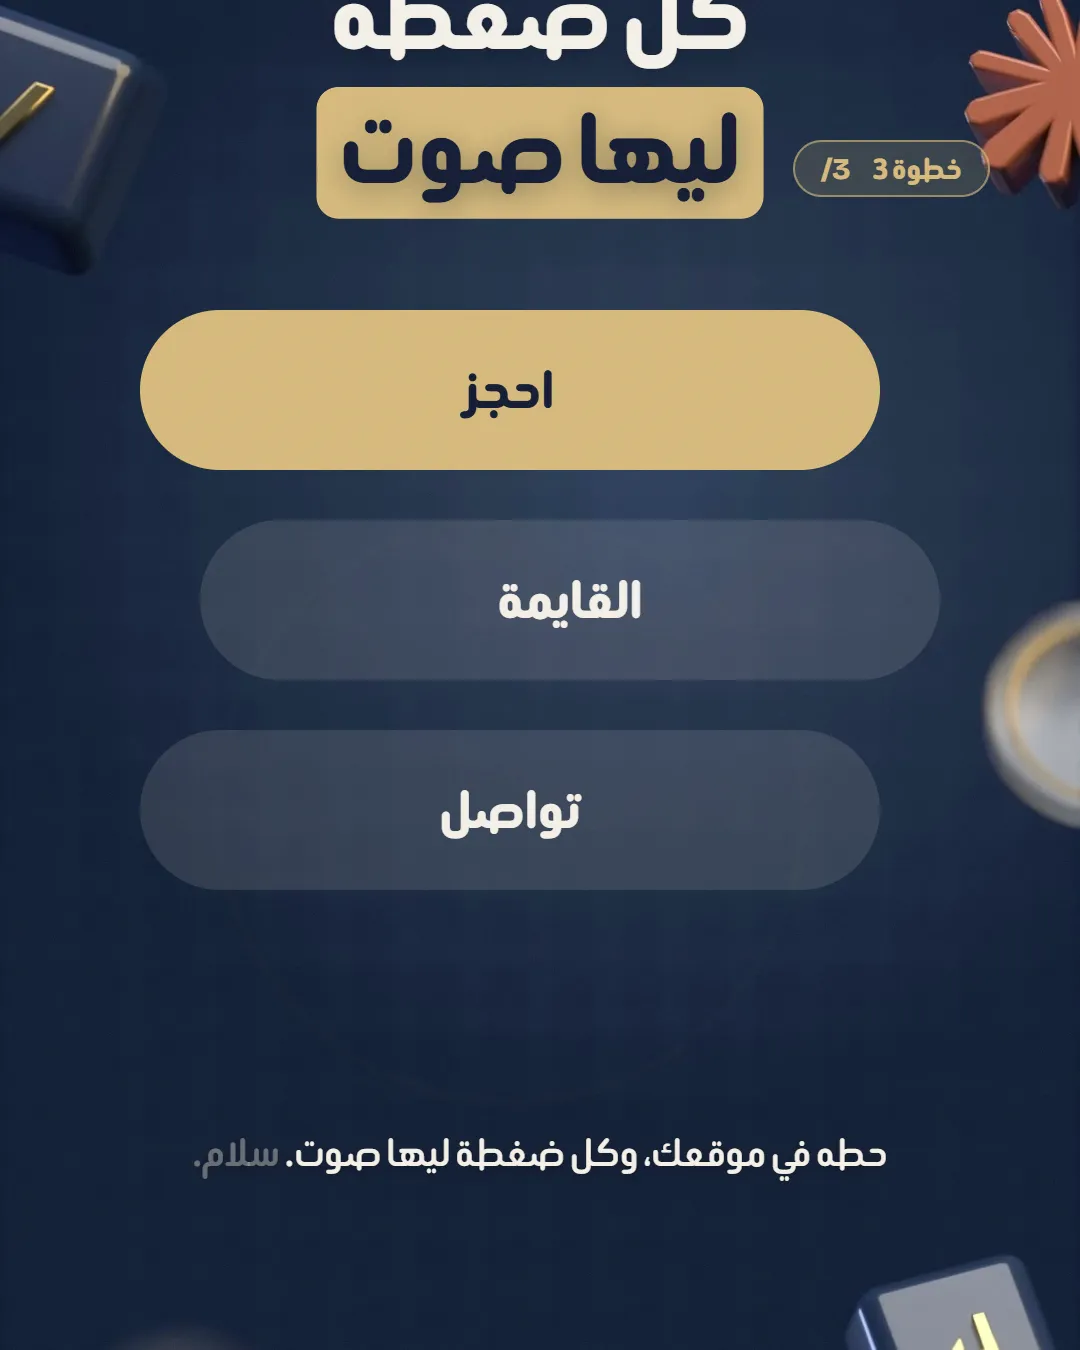 كل ضغطة
ليها صوت
خطوة 3 /3
احجز
القايمة
تواصل
حطه في موقعك، وكل ضغطة ليها صوت. سلام.